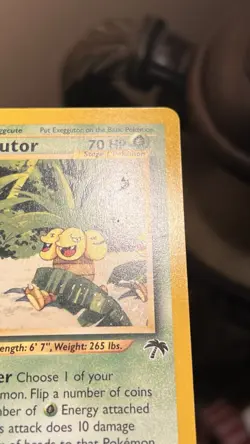 ggcute Put Exeggutor on the Basic Pokémon
utor 70 HP
Stage 1 Pokémon
ength: 6' 7", Weight: 265 lbs.
er Choose 1 of your
mon. Flip a number of coins
mber of Energy attached
s attack does 10 damage
of heads to that Pokémon